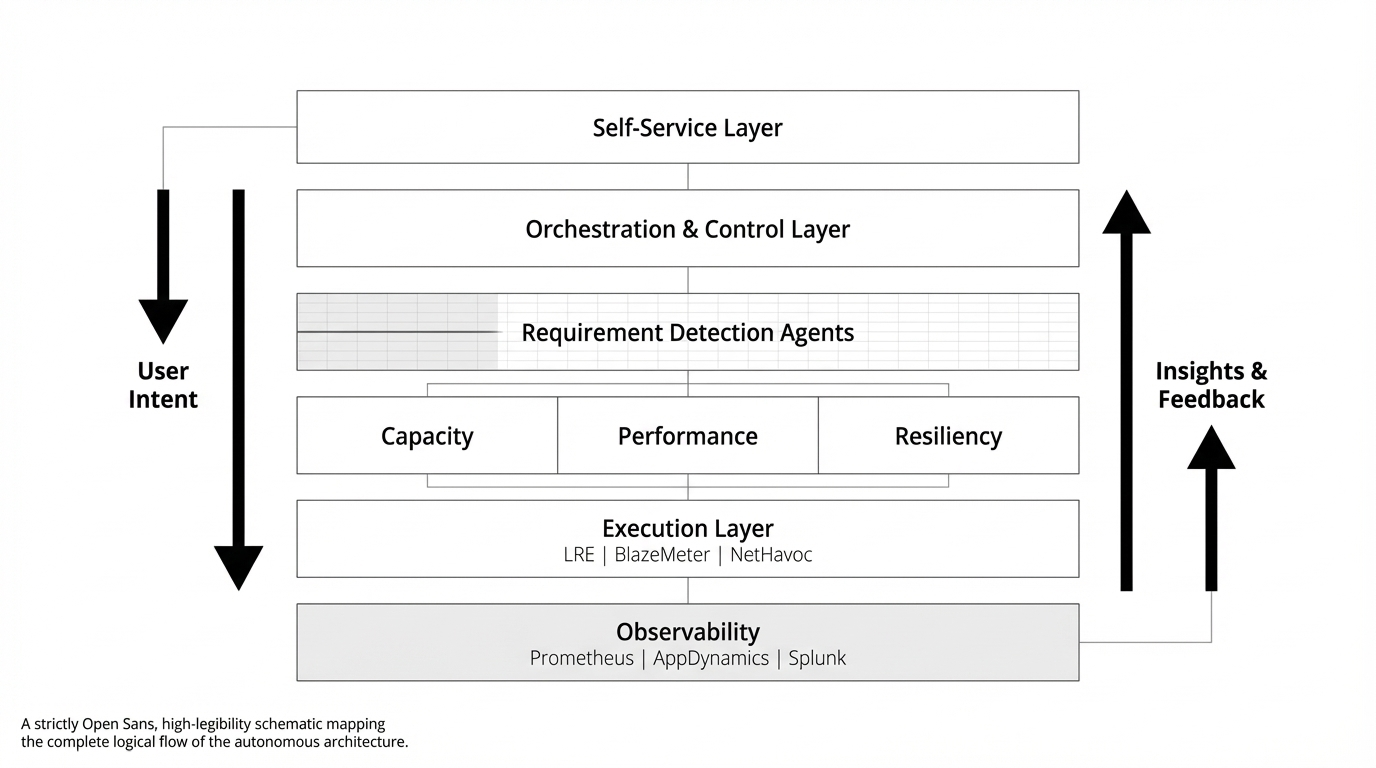 Self-Service Layer
Orchestration & Control Layer
Requirement Detection Agents
User
Intent
Insights &
Feedback
Capacity
Performance
Resiliency
Execution Layer
LRE | BlazeMeter | NetHavoc
Observability
Prometheus | AppDynamics | Splunk
A strictly Open Sans, high-legibility schematic mapping
the complete logical flow of the autonomous architecture.